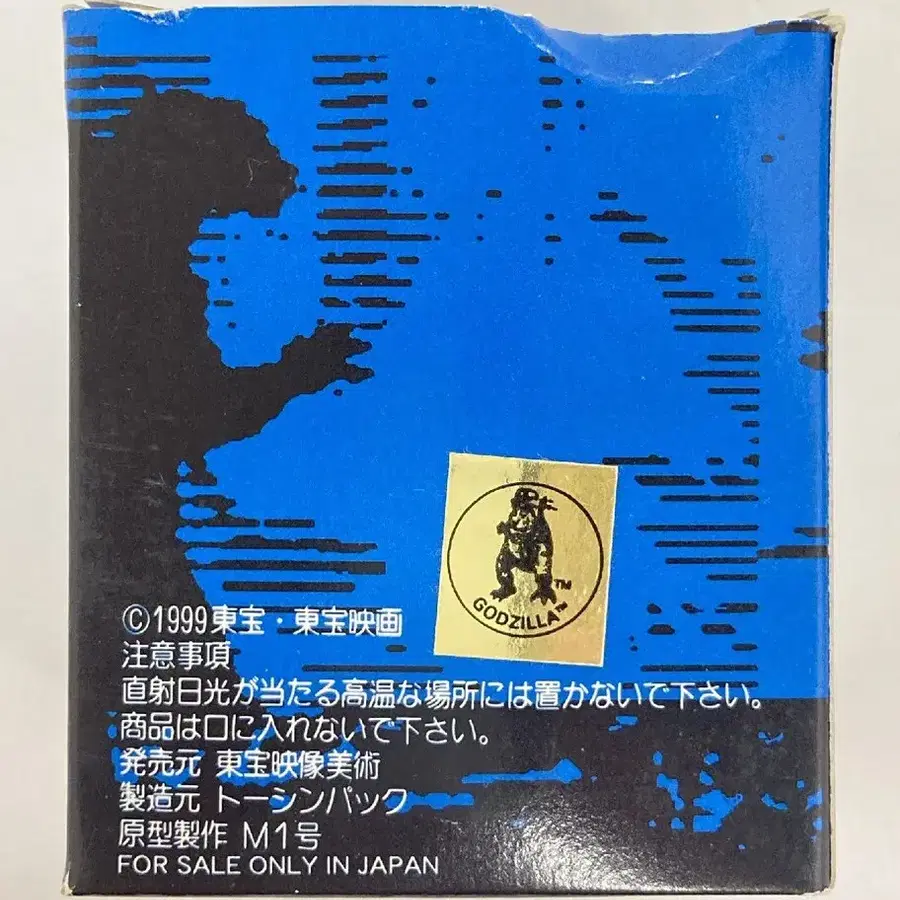 GODZILLA™
TM
©1999東宝・東宝映画
注意事項
直射日光が当たる高温な場所には置かないで下さい。
商品は口に入れないで下さい。
発売元 東宝映像美術
製造元 トーシンパック
原型製作 M1号
FOR SALE ONLY IN JAPAN